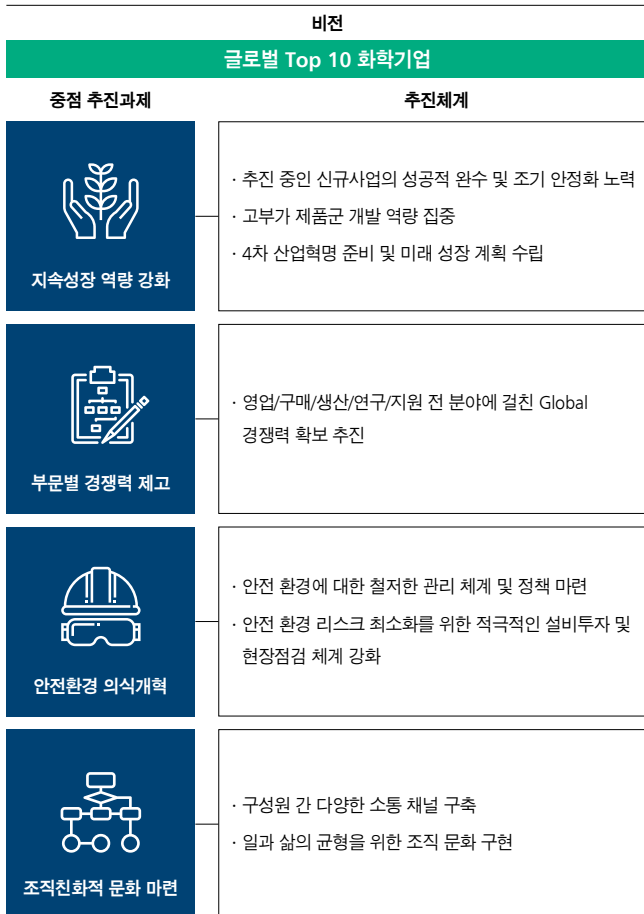 비전
글로벌 Top 10 화학기업
중점 추진과제
추진체계
지속성장 역량 강화
· 추진 중인 신규사업의 성공적 완수 및 조기 안정화 노력
· 고부가 제품군 개발 역량 집중
· 4차 산업혁명 준비 및 미래 성장 계획 수립
부문별 경쟁력 제고
· 영업/구매/생산/연구/지원 전 분야에 걸친 Global
경쟁력 확보 추진
안전환경 의식개혁
· 안전 환경에 대한 철저한 관리 체계 및 정책 마련
· 안전 환경 리스크 최소화를 위한 적극적인 설비투자 및
현장점검 체계 강화
조직친화적 문화 마련
· 구성원 간 다양한 소통 채널 구축
· 일과 삶의 균형을 위한 조직 문화 구현